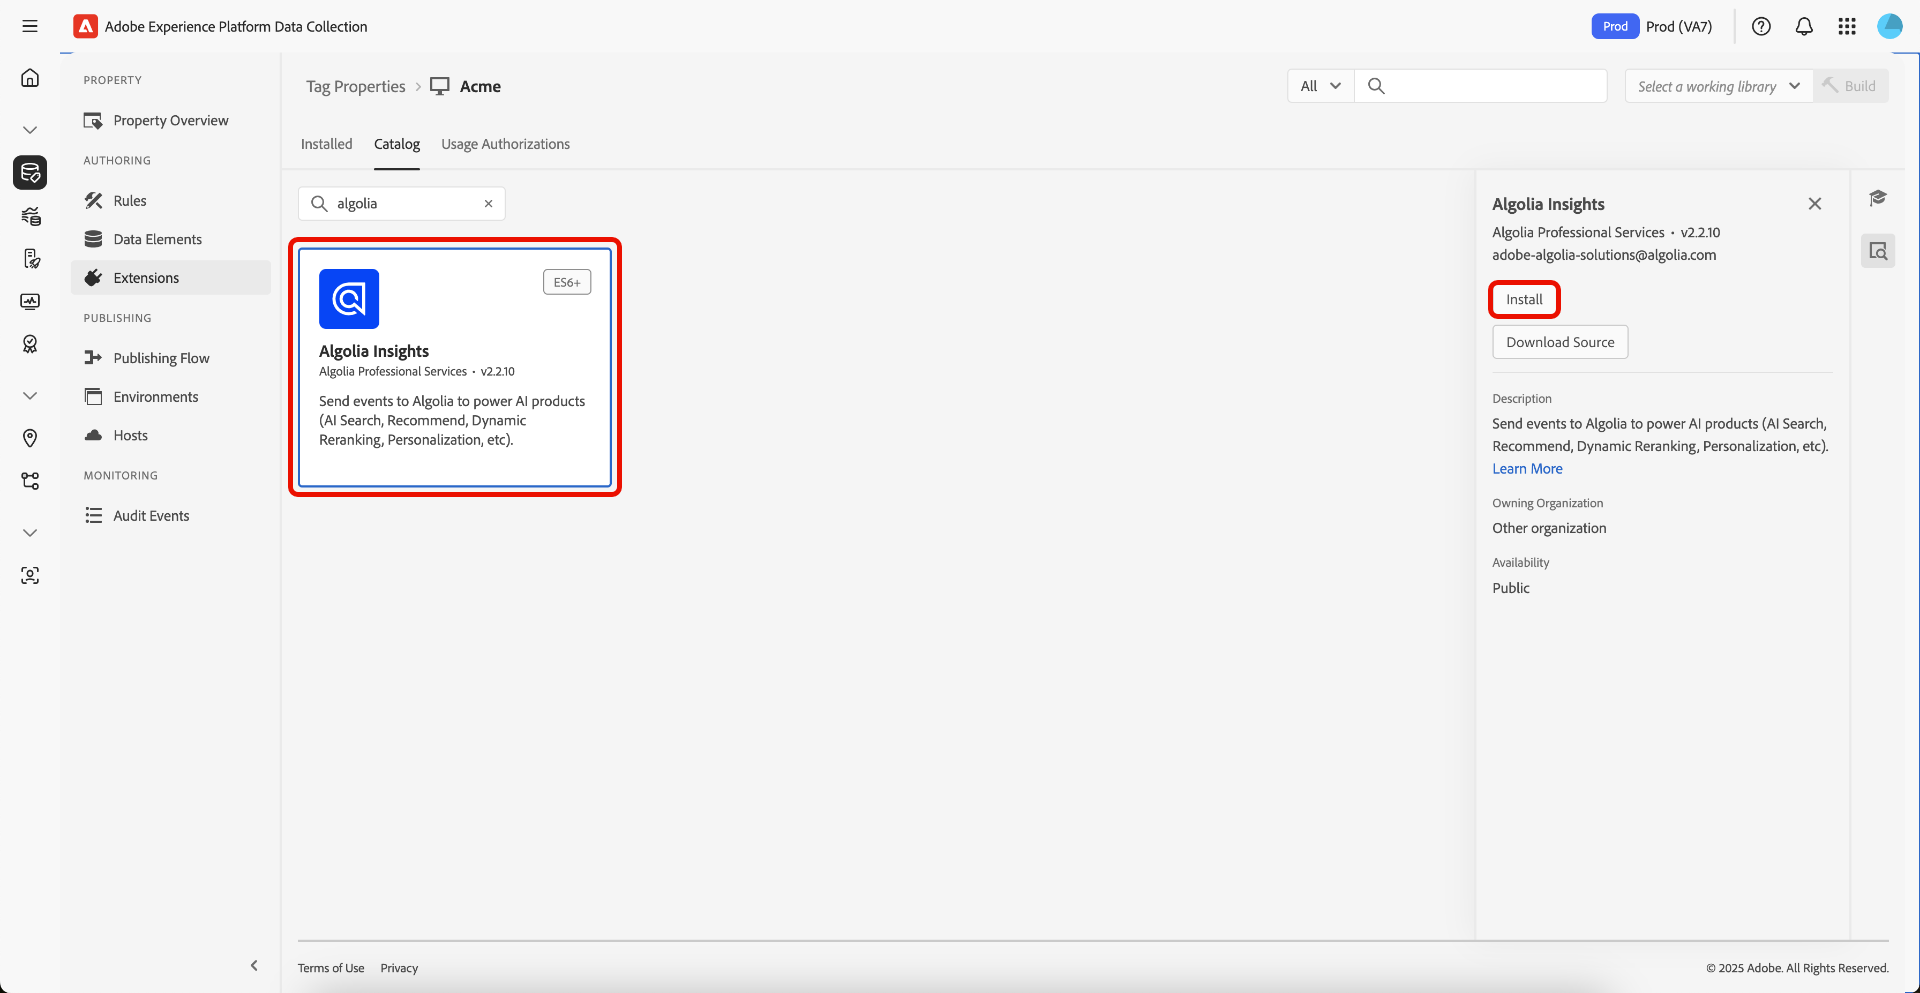 Adobe Experience Platform Data Collection
Prod
Prod (VA7)
PROPERTY
Property Overview
AUTHORING
Rules
Data Elements
Extensions
PUBLISHING
Publishing Flow
Environments
Hosts
MONITORING
Audit Events
Tag Properties
Acme
All
Select a working library
Build
Installed
Catalog
Usage Authorizations
algolia
ES6+
Algolia Insights
Algolia Professional Services • v2.2.10
Send events to Algolia to power AI products
(AI Search, Recommend, Dynamic
Reranking, Personalization, etc).
Algolia Insights
Algolia Professional Services • v2.2.10
adobe-algolia-solutions@algolia.com
Install
Download Source
Description
Send events to Algolia to power AI products (AI Search,
Recommend, Dynamic Reranking, Personalization, etc).
Learn More
Owning Organization
Other organization
Availability
Public
Terms of Use
Privacy
© 2025 Adobe. All Rights Reserved.